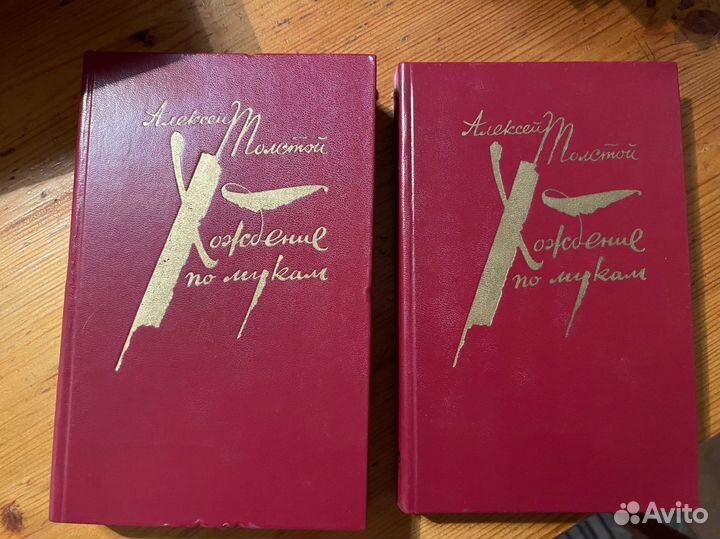 Алексей Толстой
Хождение
по мукам
Алексей Толстой
Хождение
по мукам
Avito